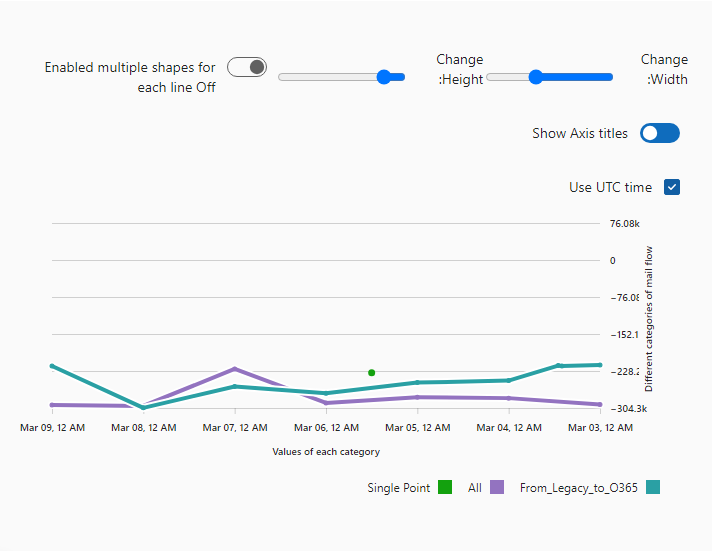 Enabled multiple shapes for
each line Off
Change
:Height
Change
:Width
Show Axis titles
Use UTC time
76.08k
0
−76.08
−152.1
−228.2
−304.3k
Different categories of mail flow
Mar 09, 12 AM
Mar 08, 12 AM
Mar 07, 12 AM
Mar 06, 12 AM
Mar 05, 12 AM
Mar 04, 12 AM
Mar 03, 12 AM
Values of each category
Single Point
All
From_Legacy_to_O365